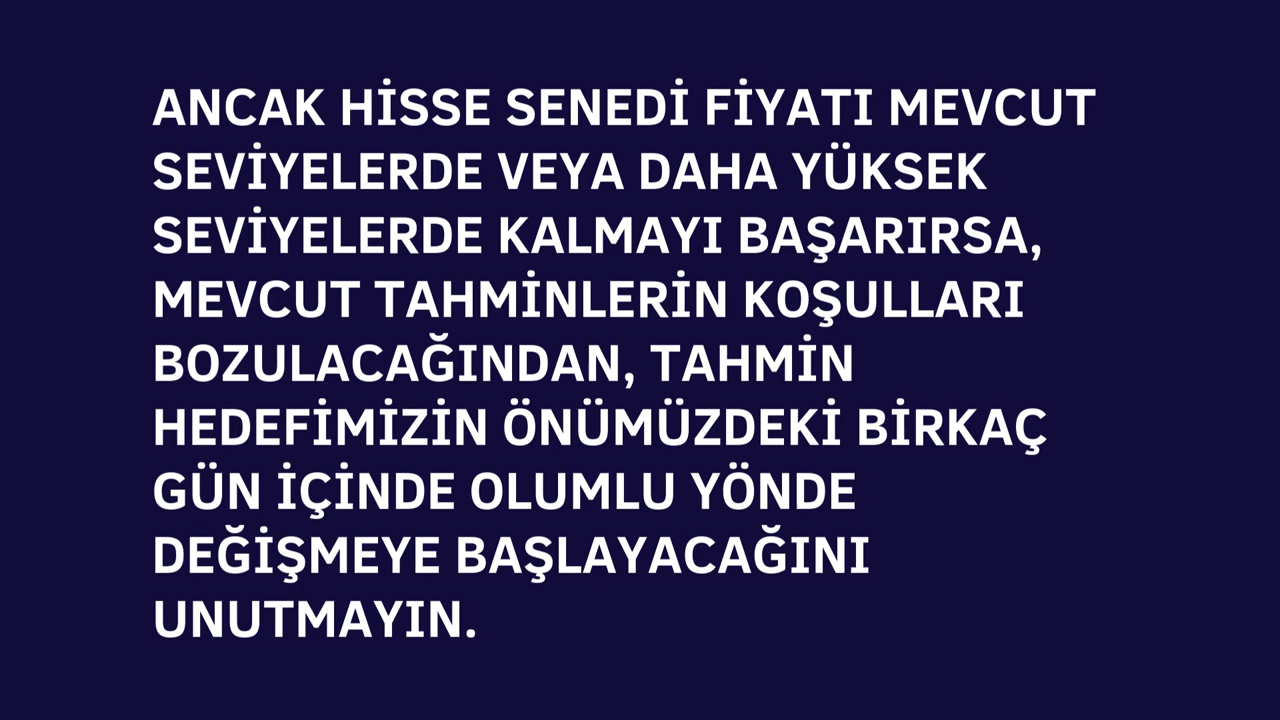 ANCAK HİSSE SENEDİ FİYATI MEVCUT
SEVİYELERDE VEYA DAHA YÜKSEK
SEVİYELERDE KALMAYI BAŞARIRSA,
MEVCUT TAHMİNLERİN KOŞULLARI
BOZULACAĞINDAN, TAHMİN
HEDEFİMİZİN ÖNÜMÜZDEKİ BİRKAÇ
GÜN İÇİNDE OLUMLU YÖNDE
DEĞİŞMEYE BAŞLAYACAĞINI
UNUTMAYIN.